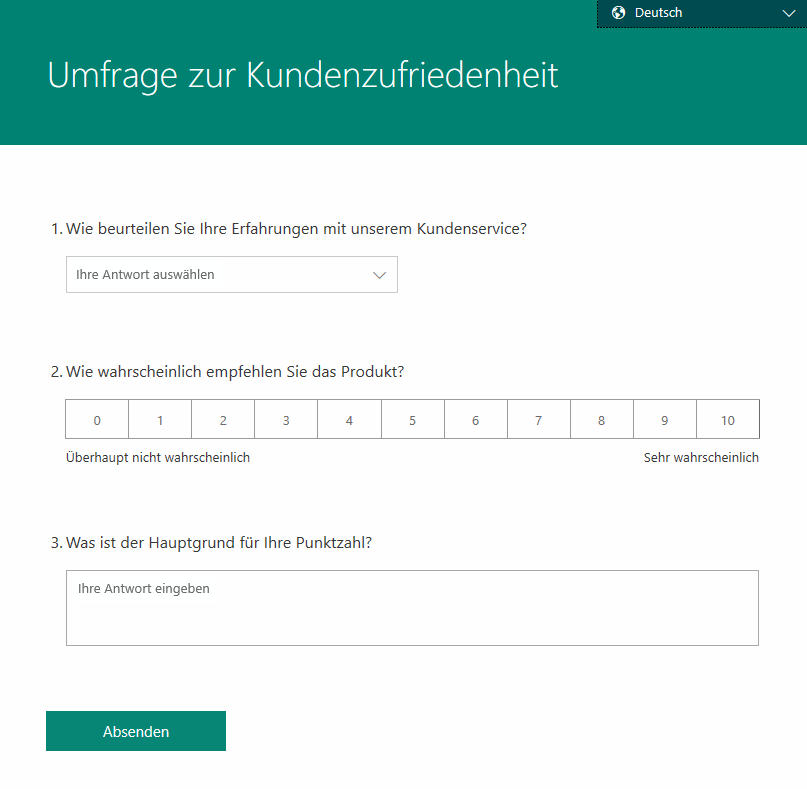 Deutsch
Umfrage zur Kundenzufriedenheit
1. Wie beurteilen Sie Ihre Erfahrungen mit unserem Kundenservice?
Ihre Antwort auswählen
2. Wie wahrscheinlich empfehlen Sie das Produkt?
0 1 2 3 4 5 6 7 8 9 10
Überhaupt nicht wahrscheinlich Sehr wahrscheinlich
3. Was ist der Hauptgrund für Ihre Punktzahl?
Ihre Antwort eingeben
Absenden